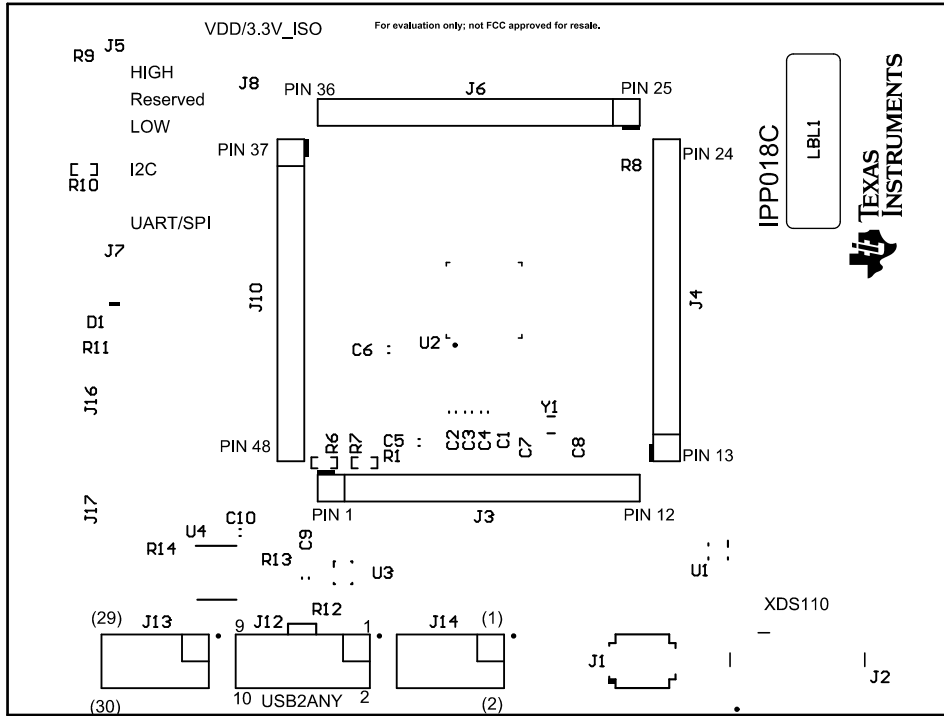 VDD/3.3V_ISO
For evaluation only; not FCC approved for resale.
R9
J5
HIGH
Reserved
LOW
J8
PIN 36
J6
PIN 25
PIN 37
R8
PIN 24
IPP018C
LBL1
TEXAS
INSTRUMENTS
R10
I2C
UART/SPI
J7
J10
J4
D1
R11
C6
U2
J16
Y1
PIN 48
R6
R7
C5
R1
C2
C3
C4
C1
C7
C8
PIN 13
J17
PIN 1
J3
PIN 12
U4
C10
R14
R13
C9
U3
U1
XDS110
(29)
J13
9
J12
R12
1
J14
(1)
J1
J2
(30)
10
USB2ANY
2
(2)